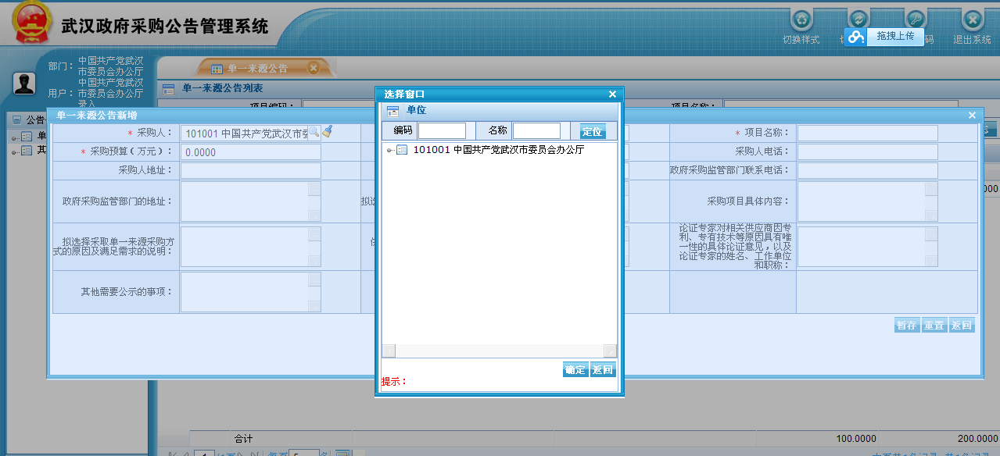 武汉政府采购公告管理系统
切换样式
码
退出系统
拖拽上传
部门：
中国共产党武汉
市委员会办公厅
用户：
中国共产党武汉
市委员会办公厅
录入
单一来源公告
单一来源公告列表
项目编码：
项目名称：
公告
单
其
单一来源公告新增
* 采购人：
101001 中国共产党武汉市委
* 项目名称：
* 采购预算（万元）：
0.0000
采购人电话：
采购人地址：
政府采购监管部门联系电话：
政府采购监管部门的地址：
采购项目具体内容：
拟选择采取单一来源采购方
式的原因及满足需求的说明：
论证专家对相关供应商因专
利、专有技术等原因具有唯
一性的具体论证意见，以及
论证专家的姓名、工作单位
和职称：
其他需要公示的事项：
暂存 重置 返回
选择窗口
单位
编码
名称
定位
101001 中国共产党武汉市委员会办公厅
确定 返回
提示：
合计
100.0000
200.0000